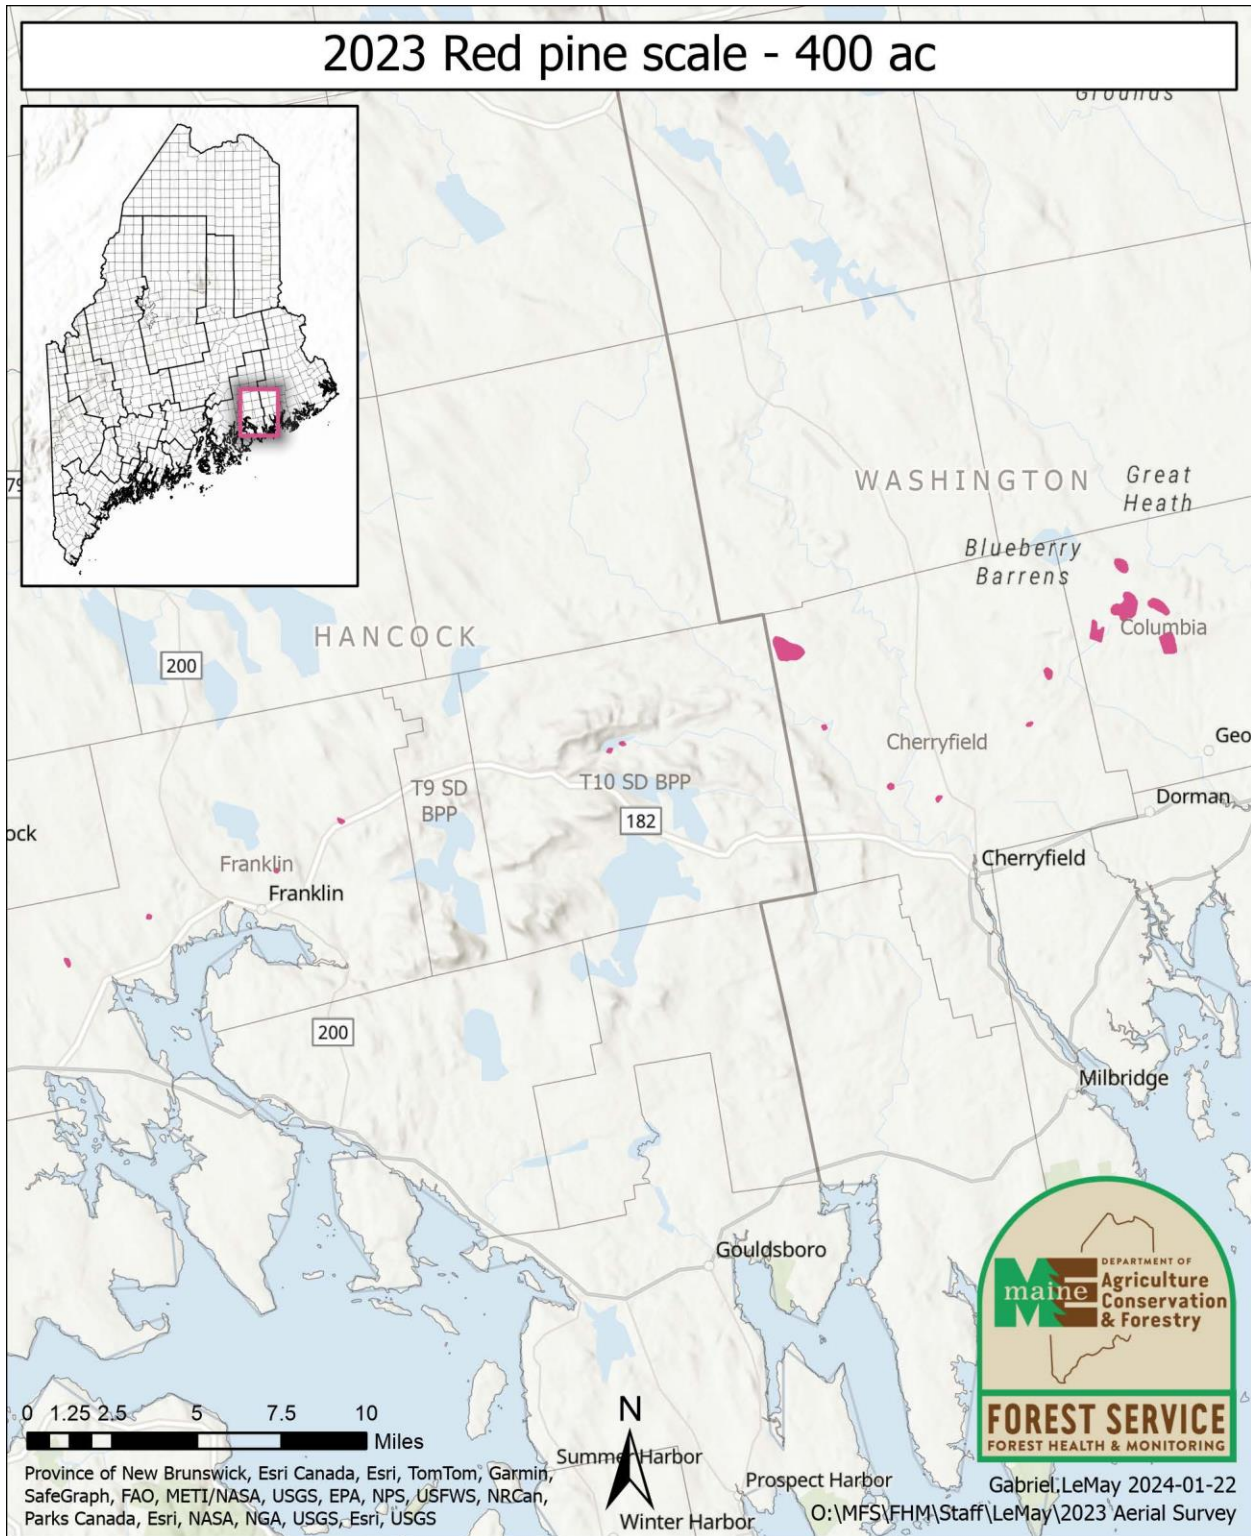 2023 Red pine scale - 400 ac
Grounds
WASHINGTON
Great
Heath
Blueberry
Barrens
Columbia
HANCOCK
200
Cherryfield
Geo
T9 SD
BPP
T10 SD BPP
182
Dorman
ock
Cherryfield
Franklin
Franklin
200
Milbridge
Gouldsboro
DEPARTMENT OF
maine
ME
Agriculture
Conservation
& Forestry
FOREST SERVICE
FOREST HEALTH & MONITORING
0 1.25 2.5 5 7.5 10
Miles
N
Summer Harbor
Prospect Harbor
Winter Harbor
Province of New Brunswick, Esri Canada, Esri, TomTom, Garmin,
SafeGraph, FAO, METI/NASA, USGS, EPA, NPS, USFWS, NRCan,
Parks Canada, Esri, NASA, NGA, USGS, Esri, USGS
Gabriel.LeMay 2024-01-22
O:\MFS\FHM\Staff\LeMay\2023 Aerial Survey